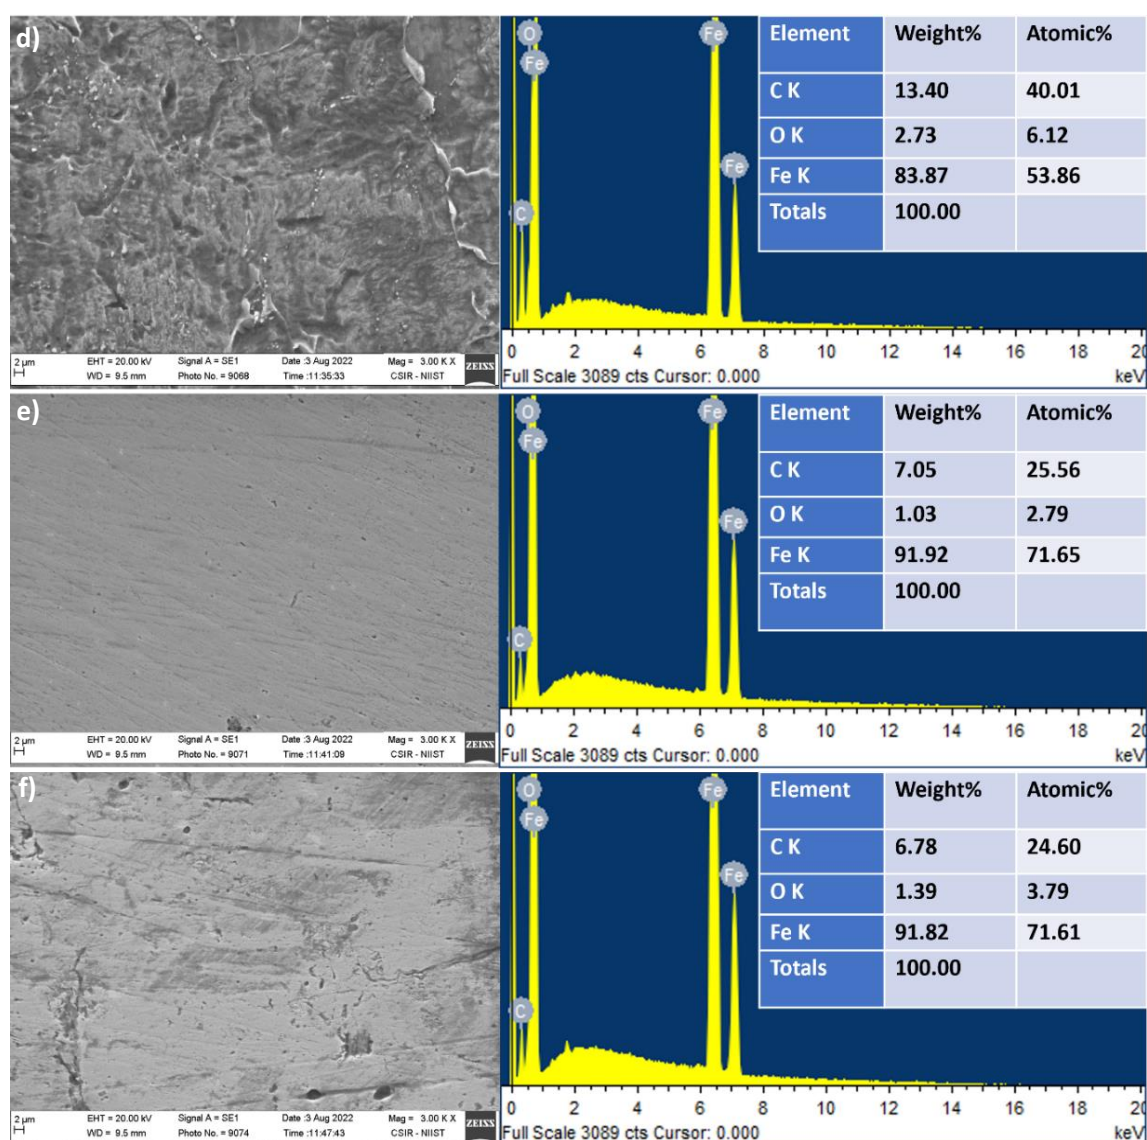 d)
2 µm
EHT = 20.00 kV Signal A = SE1 Date :3 Aug 2022 Mag = 3.00 K X
WD = 9.5 mm Photo No. = 9068 Time :11:35:33 CSIR - NIIST
ZEISS
O
Fe
C
Fe
Fe
0 2 4 6 8 10 12 14 16 18 20
Full Scale 3089 cts Cursor: 0.000 keV
Element Weight% Atomic%
C K 13.40 40.01
O K 2.73 6.12
Fe K 83.87 53.86
Totals 100.00
e)
2 µm
EHT = 20.00 kV Signal A = SE1 Date :3 Aug 2022 Mag = 3.00 K X
WD = 9.5 mm Photo No. = 9071 Time :11:41:09 CSIR - NIIST
ZEISS
O
Fe
C
Fe
Fe
0 2 4 6 8 10 12 14 16 18 20
Full Scale 3089 cts Cursor: 0.000 keV
Element Weight% Atomic%
C K 7.05 25.56
O K 1.03 2.79
Fe K 91.92 71.65
Totals 100.00
f)
2 µm
EHT = 20.00 kV Signal A = SE1 Date :3 Aug 2022 Mag = 3.00 K X
WD = 9.5 mm Photo No. = 9074 Time :11:47:43 CSIR - NIIST
ZEISS
O
Fe
C
Fe
Fe
0 2 4 6 8 10 12 14 16 18 20
Full Scale 3089 cts Cursor: 0.000 keV
Element Weight% Atomic%
C K 6.78 24.60
O K 1.39 3.79
Fe K 91.82 71.61
Totals 100.00